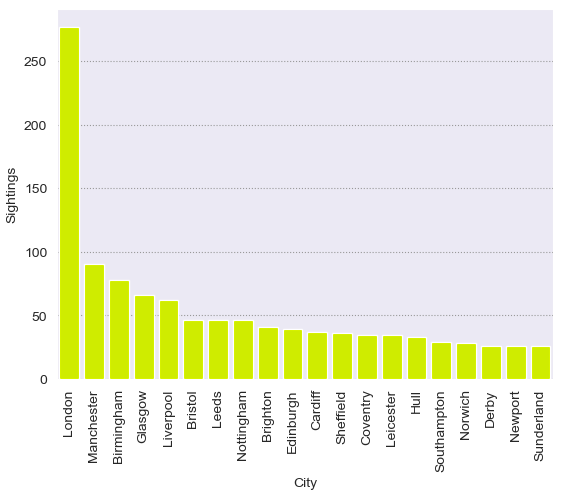 250
200
150
100
50
0
Sightings
London
Manchester
Birmingham
Glasgow
Liverpool
Bristol
Leeds
Nottingham
Brighton
Edinburgh
Cardiff
Sheffield
Coventry
Leicester
Hull
Southampton
Norwich
Derby
Newport
Sunderland
City